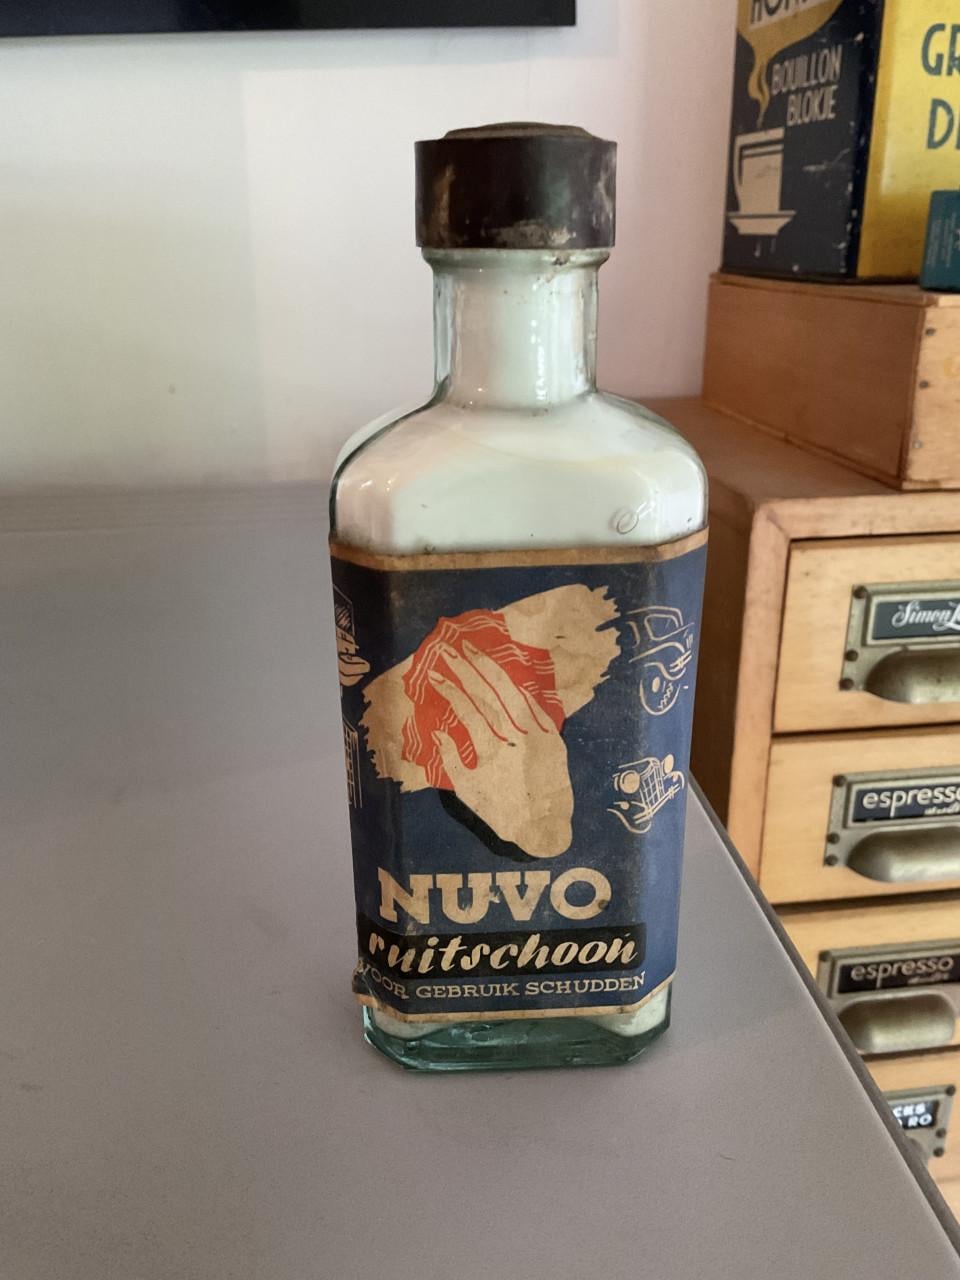 BOUILLON
BLOKJE
NUVO
ruitschoon
VOOR GEBRUIK SCHUDDEN
espresso
espresso